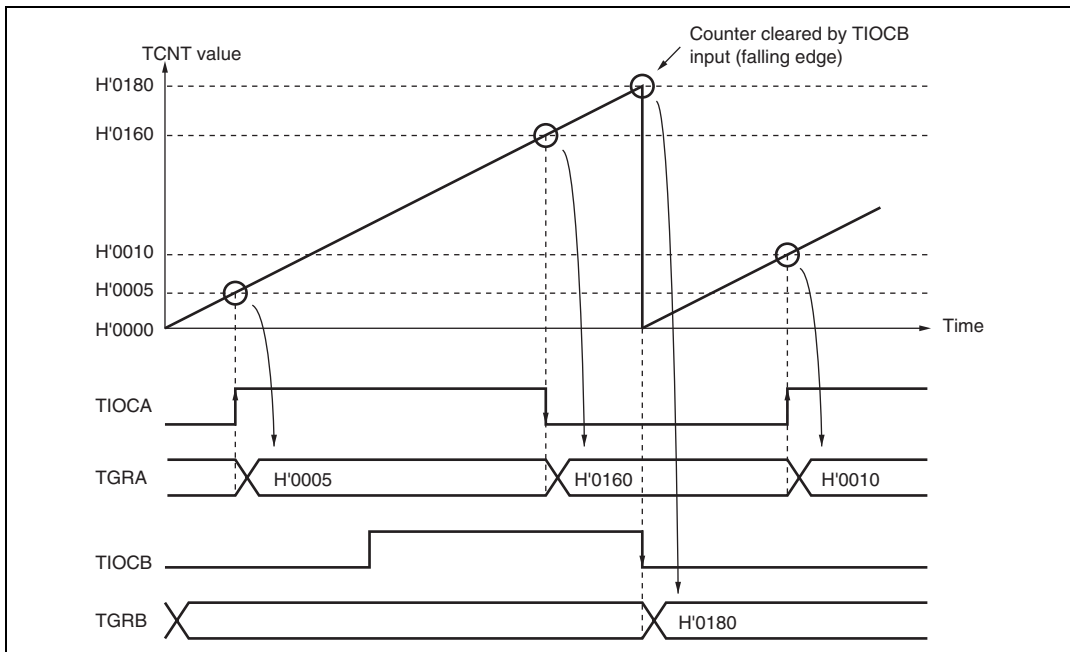 Counter cleared by TIOCB
input (falling edge)
TCNT value
H'0180
H'0160
H'0010
H'0005
H'0000
Time
TIOCA
TGRA
H'0005
H'0160
H'0010
TIOCB
TGRB
H'0180